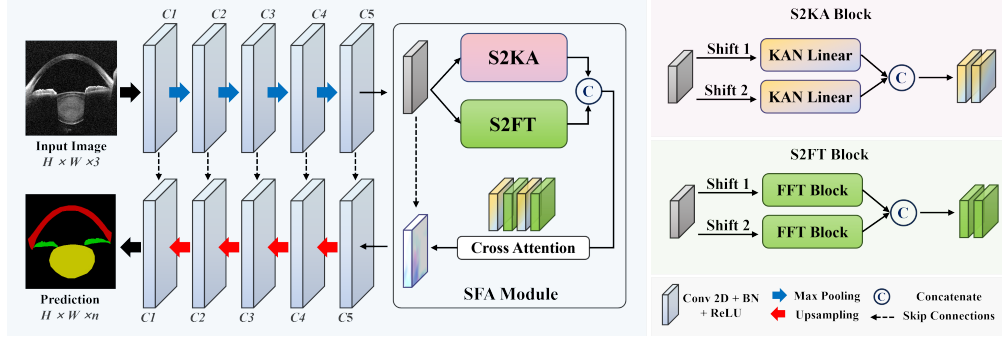 C1
C2
C3
C4
C5
Input Image
H × W ×3
S2KA
S2FT
C
Cross Attention
SFA Module
Prediction
H × W ×n
C1
C2
C3
C4
C5
S2KA Block
Shift 1
KAN Linear
Shift 2
KAN Linear
C
S2FT Block
Shift 1
FFT Block
Shift 2
FFT Block
C
Conv 2D + BN
+ ReLU
Max Pooling
C
Concatenate
Upsampling
Skip Connections